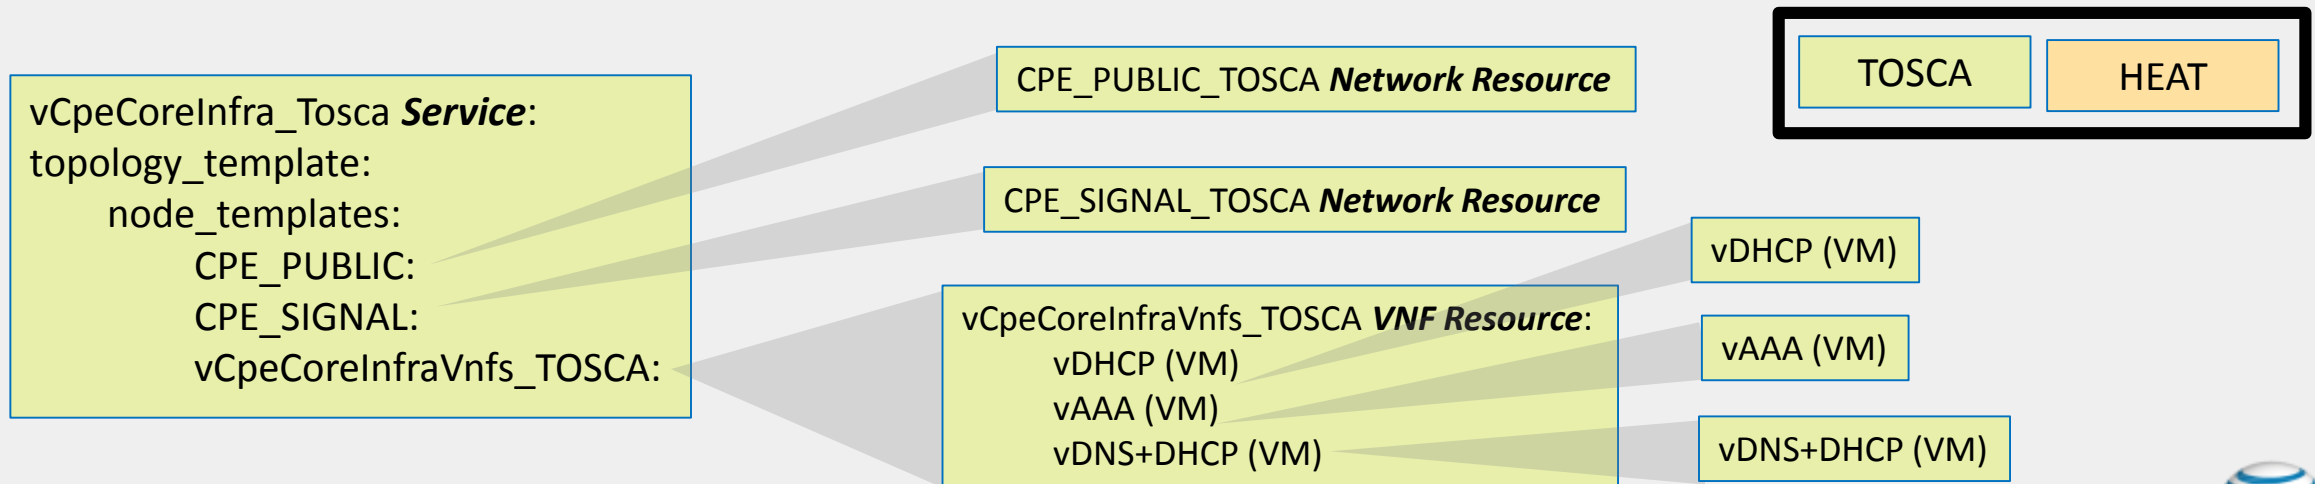 vCpeCoreInfra_Tosca Service:
topology_template:
node_templates:
CPE_PUBLIC:
CPE_SIGNAL:
vCpeCoreInfraVnfs_TOSCA:
CPE_PUBLIC_TOSCA Network Resource
CPE_SIGNAL_TOSCA Network Resource
vCpeCoreInfraVnfs_TOSCA VNF Resource:
vDHCP (VM)
vAAA (VM)
vDNS+DHCP (VM)
vDHCP (VM)
vAAA (VM)
vDNS+DHCP (VM)
TOSCA
HEAT